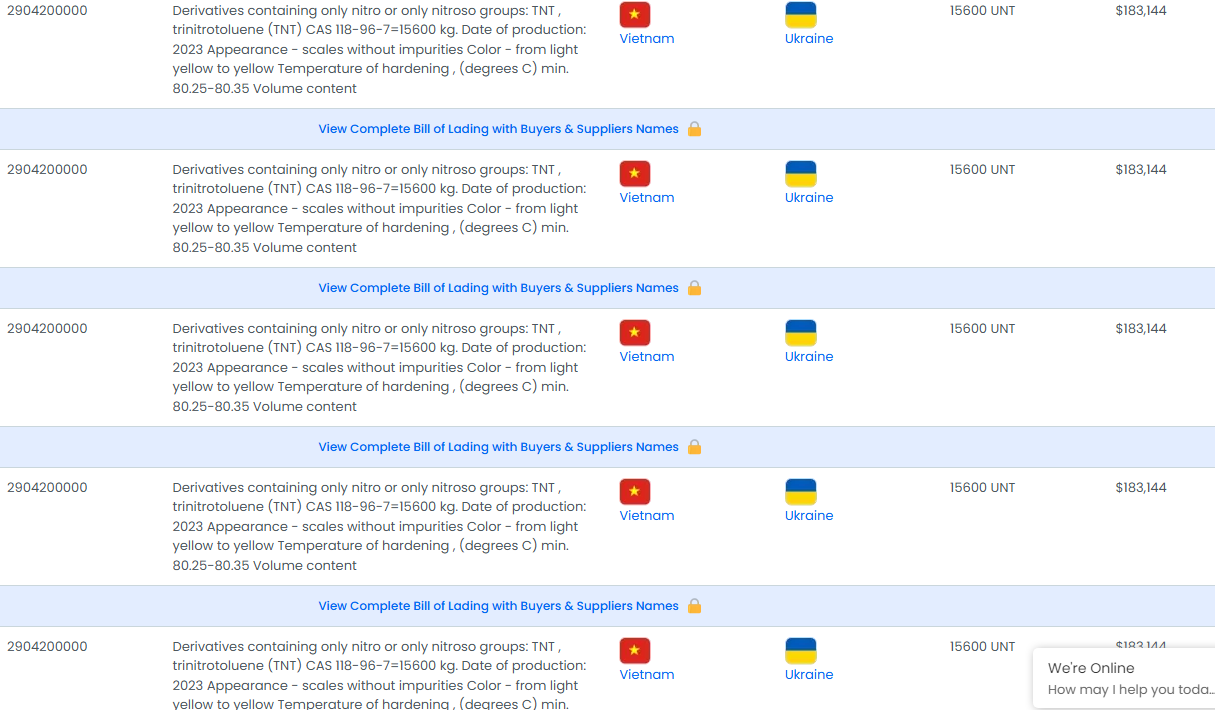 2904200000
Derivatives containing only nitro or only nitroso groups: TNT ,
trinitrotoluene (TNT) CAS 118-96-7=15600 kg. Date of production:
2023 Appearance - scales without impurities Color - from light
yellow to yellow Temperature of hardening , (degrees C) min.
80.25-80.35 Volume content
Vietnam
Ukraine
15600 UNT
$183,144
View Complete Bill of Lading with Buyers & Suppliers Names
2904200000
Derivatives containing only nitro or only nitroso groups: TNT ,
trinitrotoluene (TNT) CAS 118-96-7=15600 kg. Date of production:
2023 Appearance - scales without impurities Color - from light
yellow to yellow Temperature of hardening , (degrees C) min.
80.25-80.35 Volume content
Vietnam
Ukraine
15600 UNT
$183,144
View Complete Bill of Lading with Buyers & Suppliers Names
2904200000
Derivatives containing only nitro or only nitroso groups: TNT ,
trinitrotoluene (TNT) CAS 118-96-7=15600 kg. Date of production:
2023 Appearance - scales without impurities Color - from light
yellow to yellow Temperature of hardening , (degrees C) min.
80.25-80.35 Volume content
Vietnam
Ukraine
15600 UNT
$183,144
View Complete Bill of Lading with Buyers & Suppliers Names
2904200000
Derivatives containing only nitro or only nitroso groups: TNT ,
trinitrotoluene (TNT) CAS 118-96-7=15600 kg. Date of production:
2023 Appearance - scales without impurities Color - from light
yellow to yellow Temperature of hardening , (degrees C) min.
80.25-80.35 Volume content
Vietnam
Ukraine
15600 UNT
$183,144
View Complete Bill of Lading with Buyers & Suppliers Names
2904200000
Derivatives containing only nitro or only nitroso groups: TNT ,
trinitrotoluene (TNT) CAS 118-96-7=15600 kg. Date of production:
2023 Appearance - scales without impurities Color - from light
yellow to yellow Temperature of hardening , (degrees C) min.
Vietnam
Ukraine
15600 UNT
$183,144
We're Online
How may I help you toda...